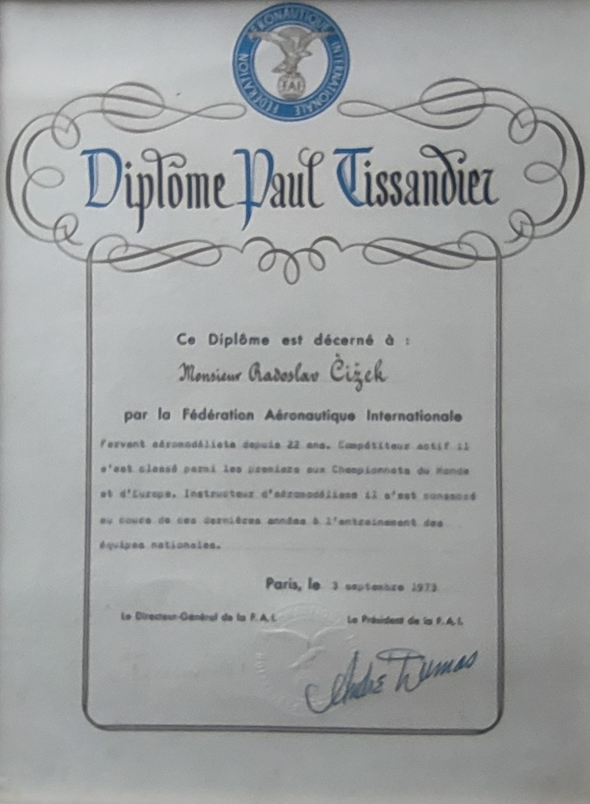 FÉDÉRATION AÉRONAUTIQUE INTERNATIONALE
FAI
Diplôme Paul Tissandier
Ce Diplôme est décerné à :
Monsieur Radoslav Čižek
par la Fédération Aéronautique Internationale
Fervent aéromodéliste depuis 22 ans. Compétiteur actif il
s'est classé parmi les premiers aux Championnats du Monde
et d'Europe. Instructeur d'aéromodélisme il s'est consacré
au cours de ces dernières années à l'entrainement des
équipes nationales.
Paris, le 3 septembre 1973
Le Directeur-Général de la F.A.I. Le Président de la F.A.I.
André Dumas